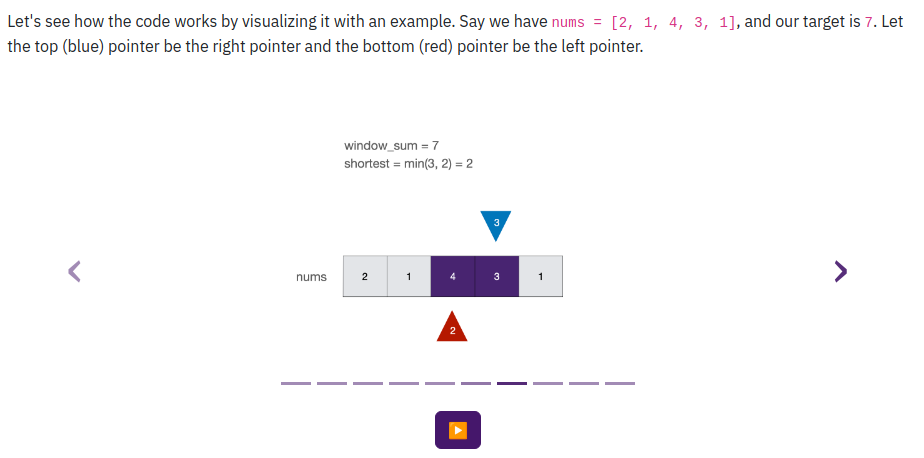 Let's see how the code works by visualizing it with an example. Say we have nums = [2, 1, 4, 3, 1], and our target is 7. Let
the top (blue) pointer be the right pointer and the bottom (red) pointer be the left pointer.
window_sum = 7
shortest = min(3, 2) = 2
3
nums 2 1 4 3 1
2